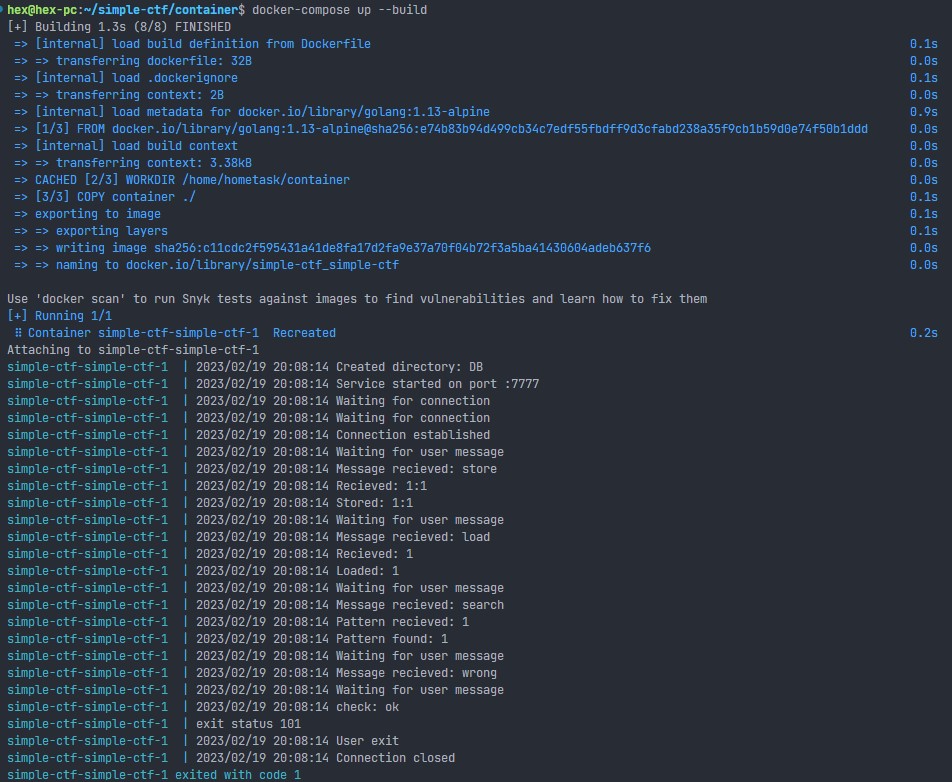 hex@hex-pc:~/simple-ctf/container$ docker-compose up --build
[+] Building 1.3s (8/8) FINISHED
=> [internal] load build definition from Dockerfile 0.1s
=> => transferring dockerfile: 32B 0.0s
=> [internal] load .dockerignore 0.1s
=> => transferring context: 2B 0.0s
=> [internal] load metadata for docker.io/library/golang:1.13-alpine 0.9s
=> [1/3] FROM docker.io/library/golang:1.13-alpine@sha256:e74b83b94d499cb34c7edf55fbdff9d3cfabd238a35f9cb1b59d0e74f50b1ddd 0.0s
=> [internal] load build context 0.0s
=> => transferring context: 3.38kB 0.0s
=> CACHED [2/3] WORKDIR /home/hometask/container 0.0s
=> [3/3] COPY container ./ 0.1s
=> exporting to image 0.1s
=> => exporting layers 0.1s
=> => writing image sha256:c11cdc2f595431a41de8fa17d2fa9e37a70f04b72f3a5ba41430604adeb637f6 0.0s
=> => naming to docker.io/library/simple-ctf_simple-ctf 0.0s
Use 'docker scan' to run Snyk tests against images to find vulnerabilities and learn how to fix them
[+] Running 1/1
⠿ Container simple-ctf-simple-ctf-1  Recreated 0.2s
Attaching to simple-ctf-simple-ctf-1
simple-ctf-simple-ctf-1  | 2023/02/19 20:08:14 Created directory: DB
simple-ctf-simple-ctf-1  | 2023/02/19 20:08:14 Service started on port :7777
simple-ctf-simple-ctf-1  | 2023/02/19 20:08:14 Waiting for connection
simple-ctf-simple-ctf-1  | 2023/02/19 20:08:14 Waiting for connection
simple-ctf-simple-ctf-1  | 2023/02/19 20:08:14 Connection established
simple-ctf-simple-ctf-1  | 2023/02/19 20:08:14 Waiting for user message
simple-ctf-simple-ctf-1  | 2023/02/19 20:08:14 Message recieved: store
simple-ctf-simple-ctf-1  | 2023/02/19 20:08:14 Recieved: 1:1
simple-ctf-simple-ctf-1  | 2023/02/19 20:08:14 Stored: 1:1
simple-ctf-simple-ctf-1  | 2023/02/19 20:08:14 Waiting for user message
simple-ctf-simple-ctf-1  | 2023/02/19 20:08:14 Message recieved: load
simple-ctf-simple-ctf-1  | 2023/02/19 20:08:14 Recieved: 1
simple-ctf-simple-ctf-1  | 2023/02/19 20:08:14 Loaded: 1
simple-ctf-simple-ctf-1  | 2023/02/19 20:08:14 Waiting for user message
simple-ctf-simple-ctf-1  | 2023/02/19 20:08:14 Message recieved: search
simple-ctf-simple-ctf-1  | 2023/02/19 20:08:14 Pattern recieved: 1
simple-ctf-simple-ctf-1  | 2023/02/19 20:08:14 Pattern found: 1
simple-ctf-simple-ctf-1  | 2023/02/19 20:08:14 Waiting for user message
simple-ctf-simple-ctf-1  | 2023/02/19 20:08:14 Message recieved: wrong
simple-ctf-simple-ctf-1  | 2023/02/19 20:08:14 Waiting for user message
simple-ctf-simple-ctf-1  | 2023/02/19 20:08:14 check: ok
simple-ctf-simple-ctf-1  | exit status 101
simple-ctf-simple-ctf-1  | 2023/02/19 20:08:14 User exit
simple-ctf-simple-ctf-1  | 2023/02/19 20:08:14 Connection closed
simple-ctf-simple-ctf-1 exited with code 1